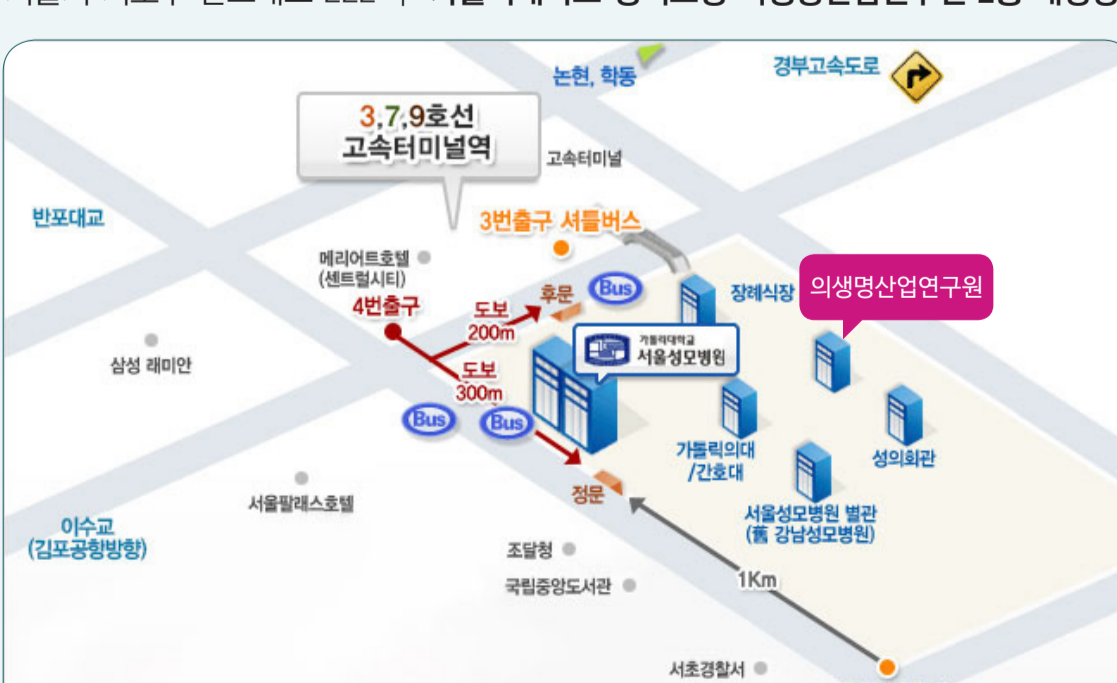 논현, 학동
경부고속도로
3,7,9호선
고속터미널역
고속터미널
반포대교
3번출구 셔틀버스
메리어트호텔
(센트럴시티)
4번출구
도보
200m
후문
Bus
장례식장
의생명산업연구원
가톨릭대학교
서울성모병원
삼성 래미안
도보
300m
Bus
Bus
가톨릭의대
/간호대
성의회관
서울팔래스호텔
정문
서울성모병원 별관
(舊 강남성모병원)
이수교
(김포공항방향)
조달청
국립중앙도서관
1Km
서초경찰서